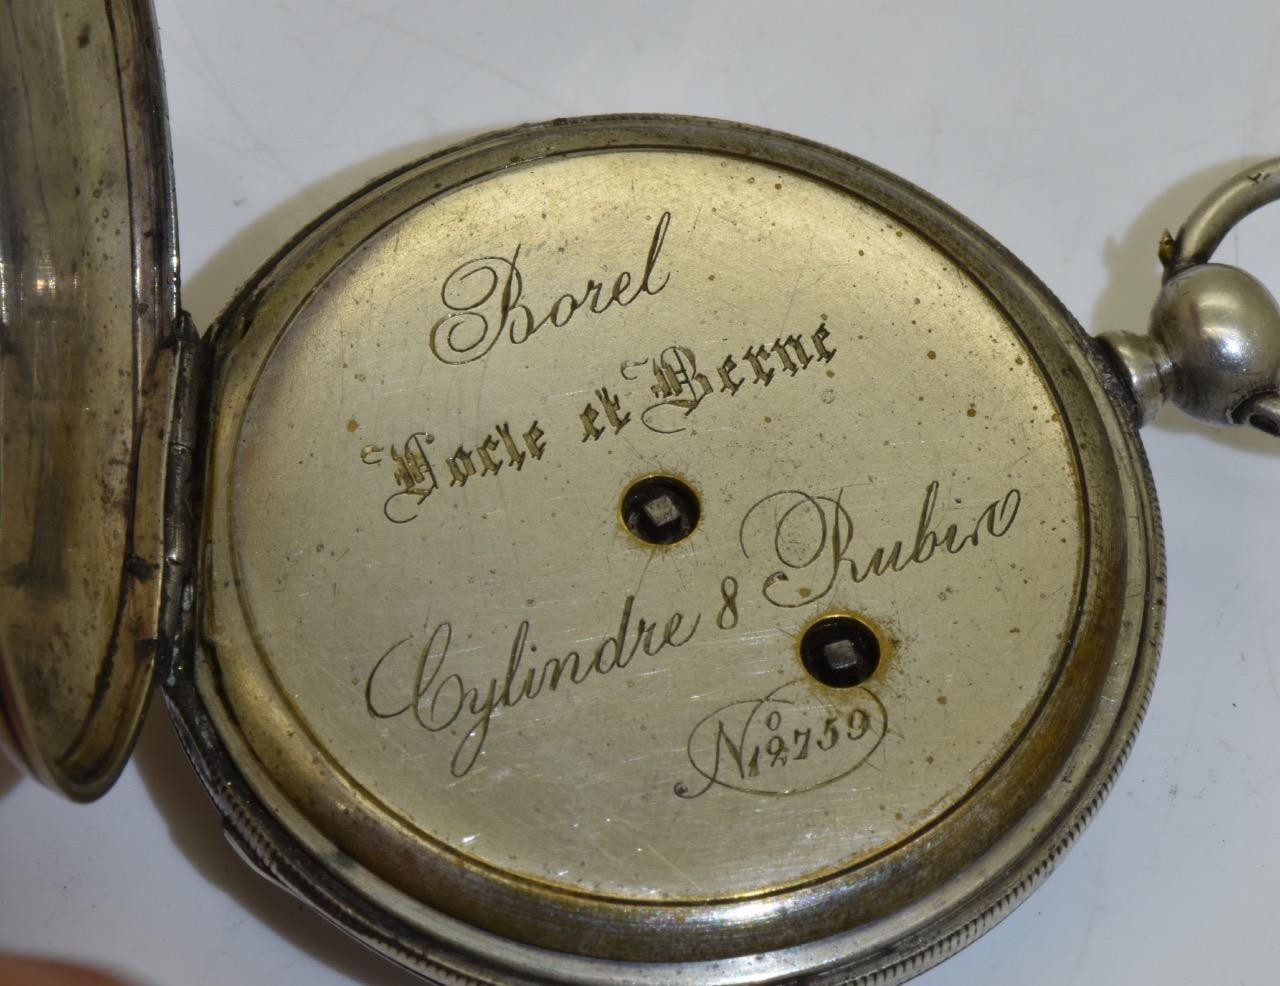 Borel
Locle et Berne
Cylindre 8 Rubis
No 12759